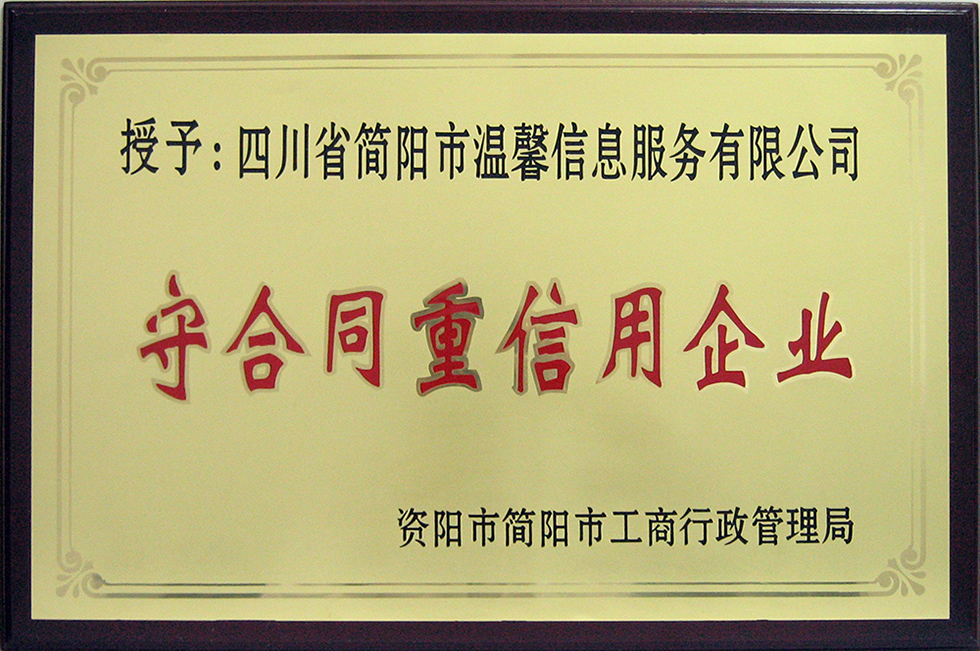 授予：四川省简阳市温馨信息服务有限公司
守合同重信用企业
资阳市简阳市工商行政管理局